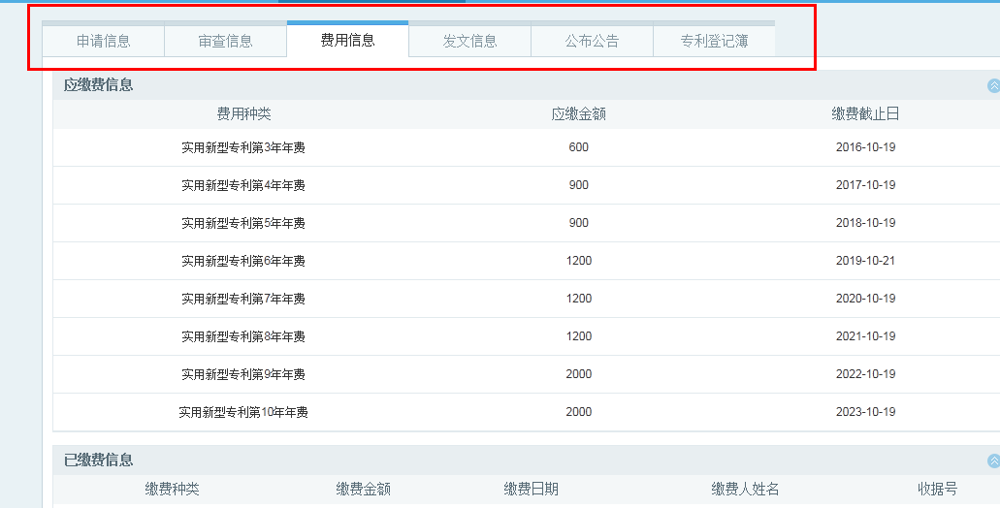 申请信息 审查信息 费用信息 发文信息 公布公告 专利登记簿
应缴费信息
费用种类 应缴金额 缴费截止日
实用新型专利第3年年费 600 2016-10-19
实用新型专利第4年年费 900 2017-10-19
实用新型专利第5年年费 900 2018-10-19
实用新型专利第6年年费 1200 2019-10-21
实用新型专利第7年年费 1200 2020-10-19
实用新型专利第8年年费 1200 2021-10-19
实用新型专利第9年年费 2000 2022-10-19
实用新型专利第10年年费 2000 2023-10-19
已缴费信息
缴费种类 缴费金额 缴费日期 缴费人姓名 收据号